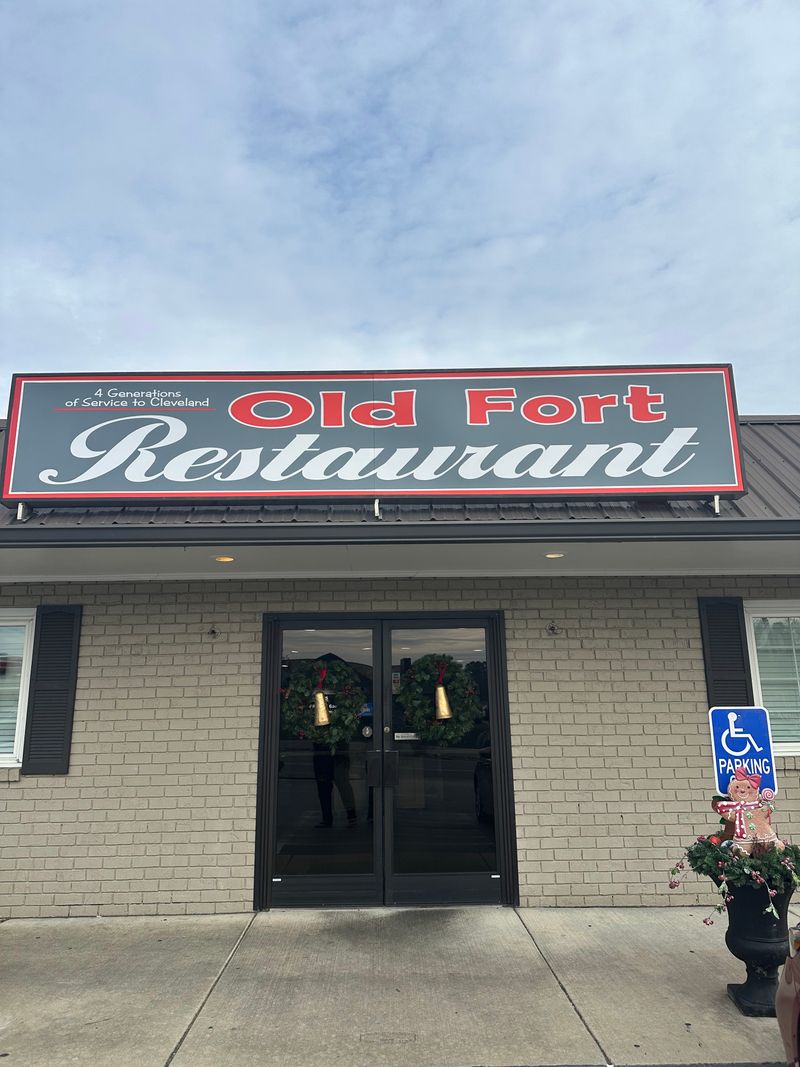 4 Generations
of Service to Cleveland
Old Fort
Restaurant
PARKING